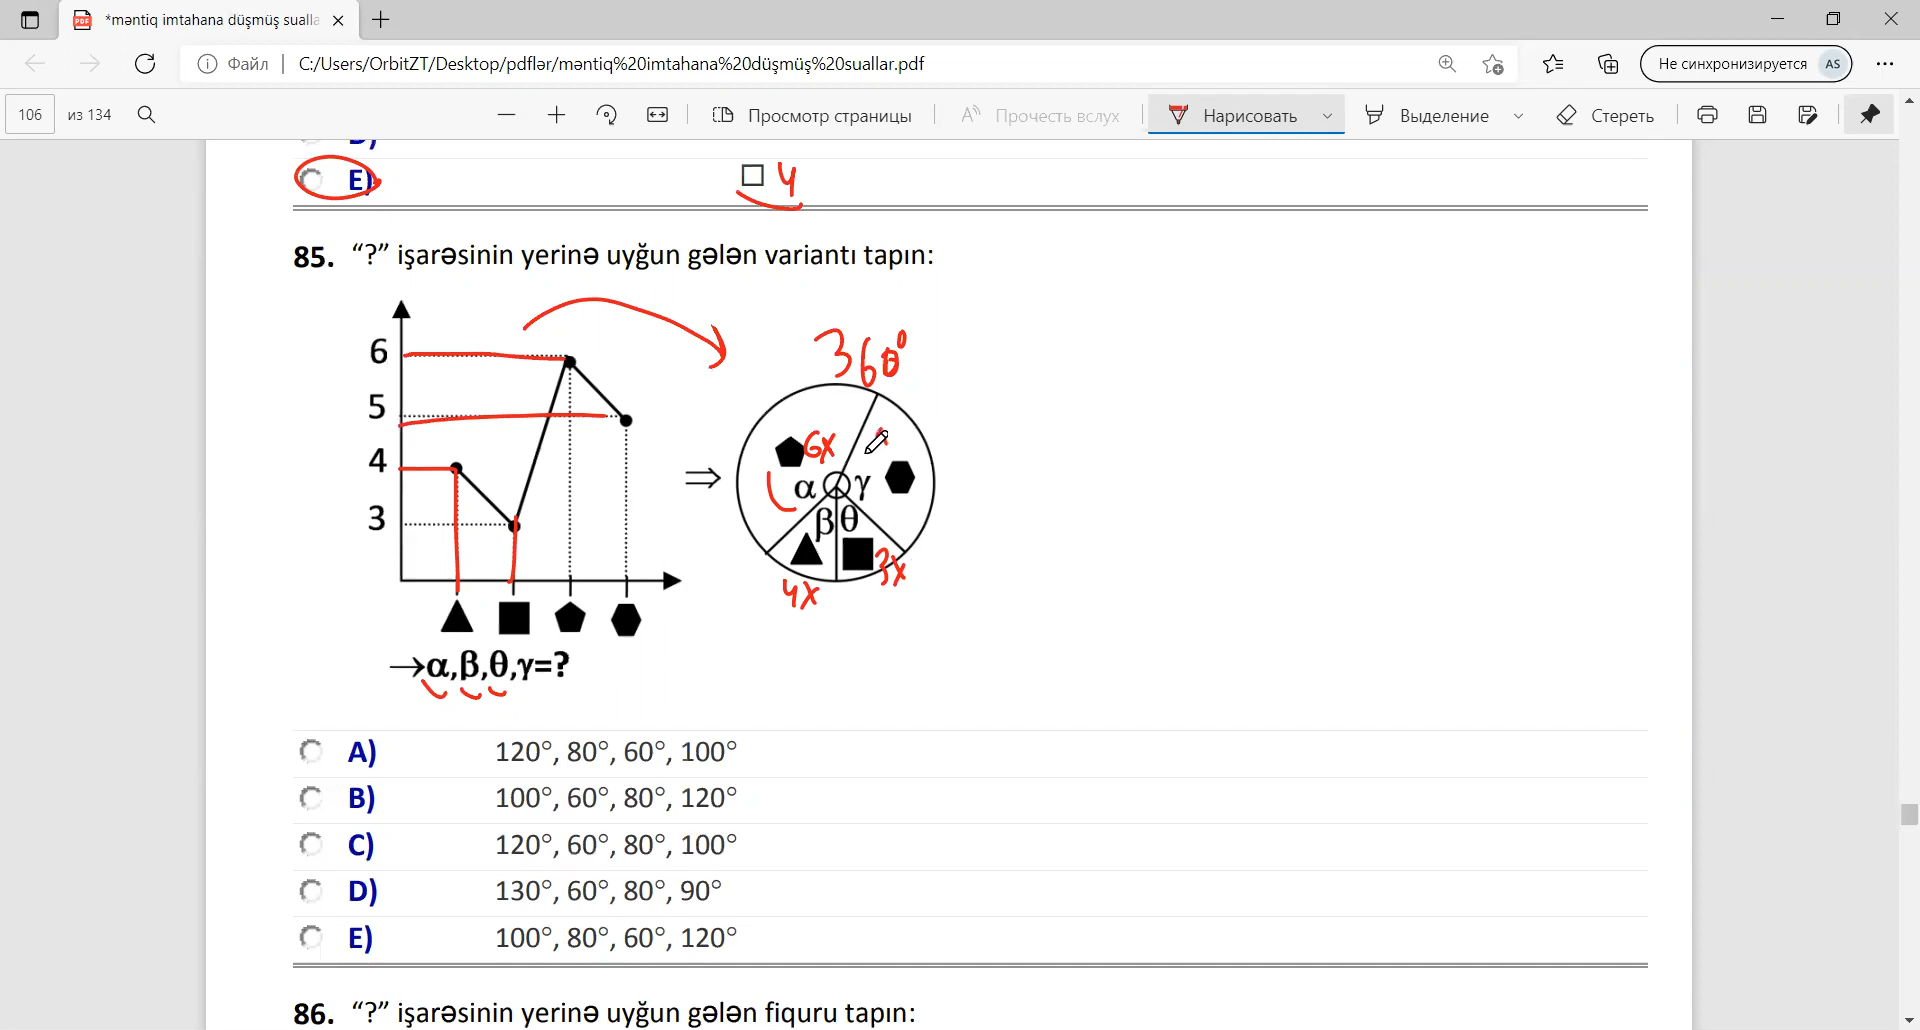 *məntiq imtahana düşmüş sualla
Файл C:/Users/OrbitZT/Desktop/pdflər/məntiq%20imtahana%20düşmüş%20suallar.pdf
Не синхронизируется AS
106 из 134 Просмотр страницы Прочесть вслух Нарисовать Выделение Стереть
E) 4
85. “?” işarəsinin yerinə uyğun gələn variantı tapın:
6
5
4
3
360°
6x
α γ
β θ
4x 3x
→α,β,θ,γ=?
A) 120°, 80°, 60°, 100°
B) 100°, 60°, 80°, 120°
C) 120°, 60°, 80°, 100°
D) 130°, 60°, 80°, 90°
E) 100°, 80°, 60°, 120°
86. “?” işarəsinin yerinə uyğun gələn fiquru tapın: